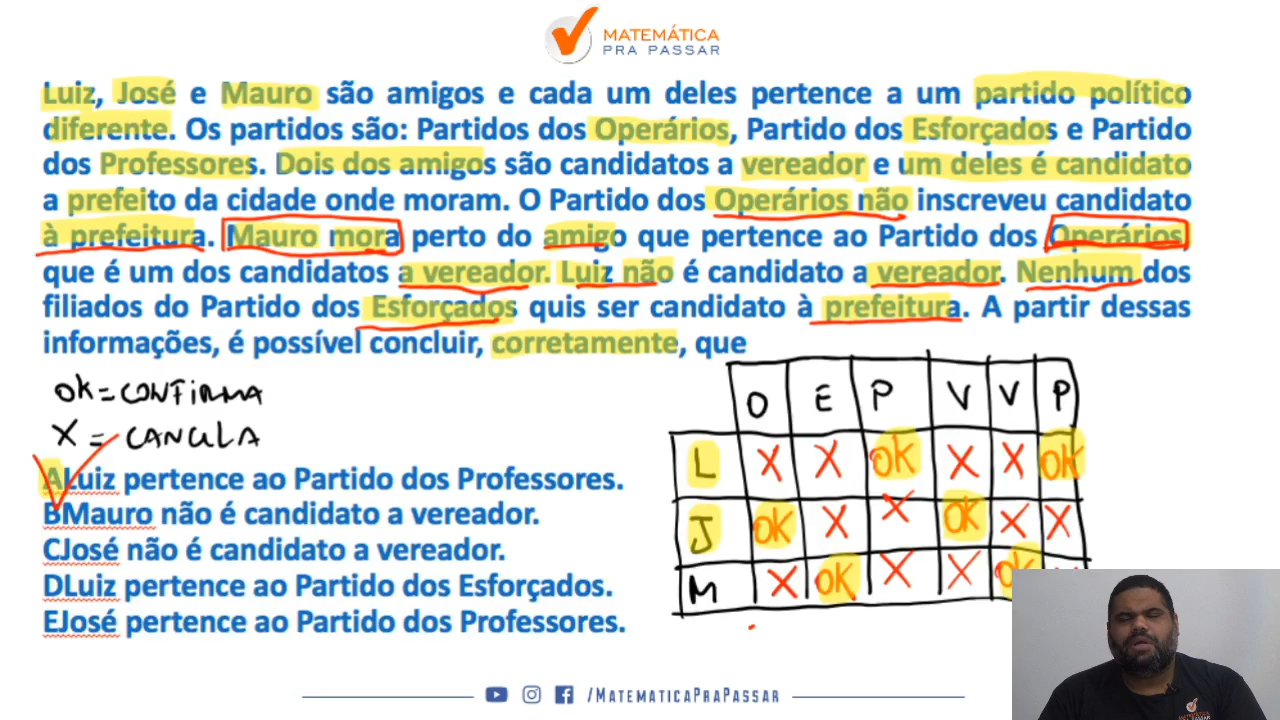 MATEMÁTICA
PRA PASSAR
Luiz, José e Mauro são amigos e cada um deles pertence a um partido político
diferente. Os partidos são: Partidos dos Operários, Partido dos Esforçados e Partido
dos Professores. Dois dos amigos são candidatos a vereador e um deles é candidato
a prefeito da cidade onde moram. O Partido dos Operários não inscreveu candidato
à prefeitura. Mauro mora perto do amigo que pertence ao Partido dos Operários
que é um dos candidatos a vereador. Luiz não é candidato a vereador. Nenhum dos
filiados do Partido dos Esforçados quis ser candidato à prefeitura. A partir dessas
informações, é possível concluir, corretamente, que
OK = CONFIRMA
X = CANCELA
ALuiz pertence ao Partido dos Professores.
BMauro não é candidato a vereador.
CJosé não é candidato a vereador.
DLuiz pertence ao Partido dos Esforçados.
EJosé pertence ao Partido dos Professores.
O E P V V P
L X X OK X X OK
J OK X X OK X X
M X OK X X OK
/MATEMATICAPRAPASSAR